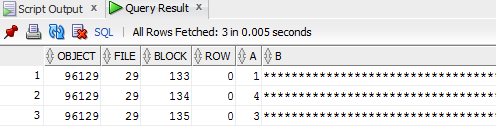 Script Output Query Result
SQL | All Rows Fetched: 3 in 0.005 seconds
OBJECT FILE BLOCK ROW A B
1 96129 29 133 0 1 ************************************
2 96129 29 134 0 4 ************************************
3 96129 29 135 0 3 ************************************